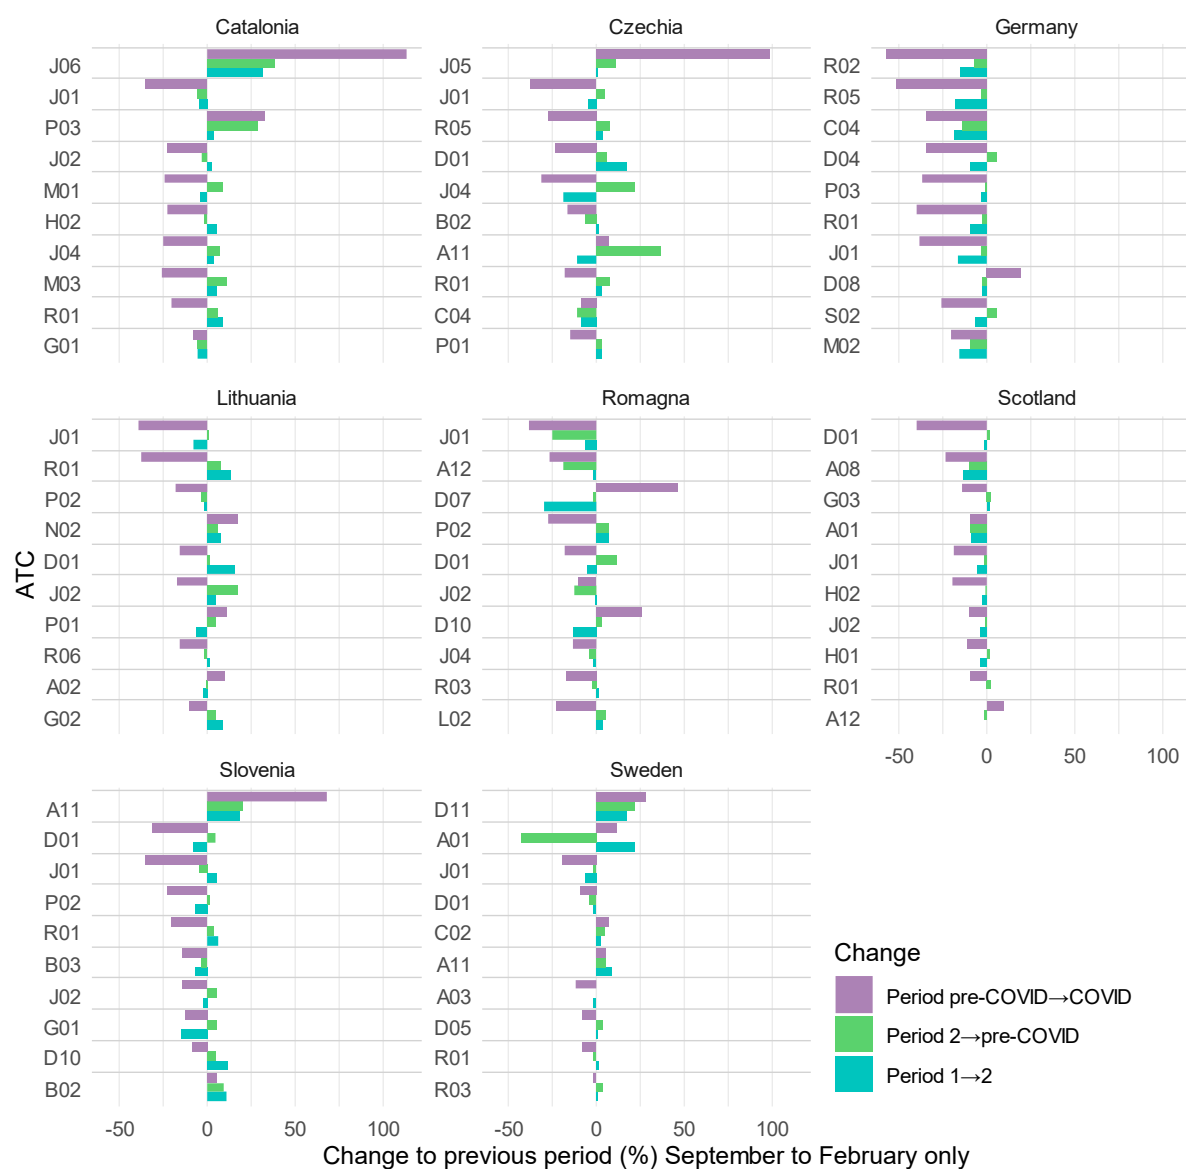 Catalonia
Czechia
Germany
J06
J01
P03
J02
M01
H02
J04
M03
R01
G01
J05
J01
R05
D01
J04
B02
A11
R01
C04
P01
R02
R05
C04
D04
P03
R01
J01
D08
S02
M02
Lithuania
Romagna
Scotland
J01
R01
P02
N02
D01
J02
P01
R06
A02
G02
J01
A12
D07
P02
D01
J02
D10
J04
R03
L02
D01
A08
G03
A01
J01
H02
J02
H01
R01
A12
-50 0 50 100
ATC
Slovenia
Sweden
A11
D01
J01
P02
R01
B03
J02
G01
D10
B02
D11
A01
J01
D01
C02
A11
A03
D05
R01
R03
-50 0 50 100
-50 0 50 100
Change to previous period (%) September to February only
Change
Period pre-COVID→COVID
Period 2→pre-COVID
Period 1→2